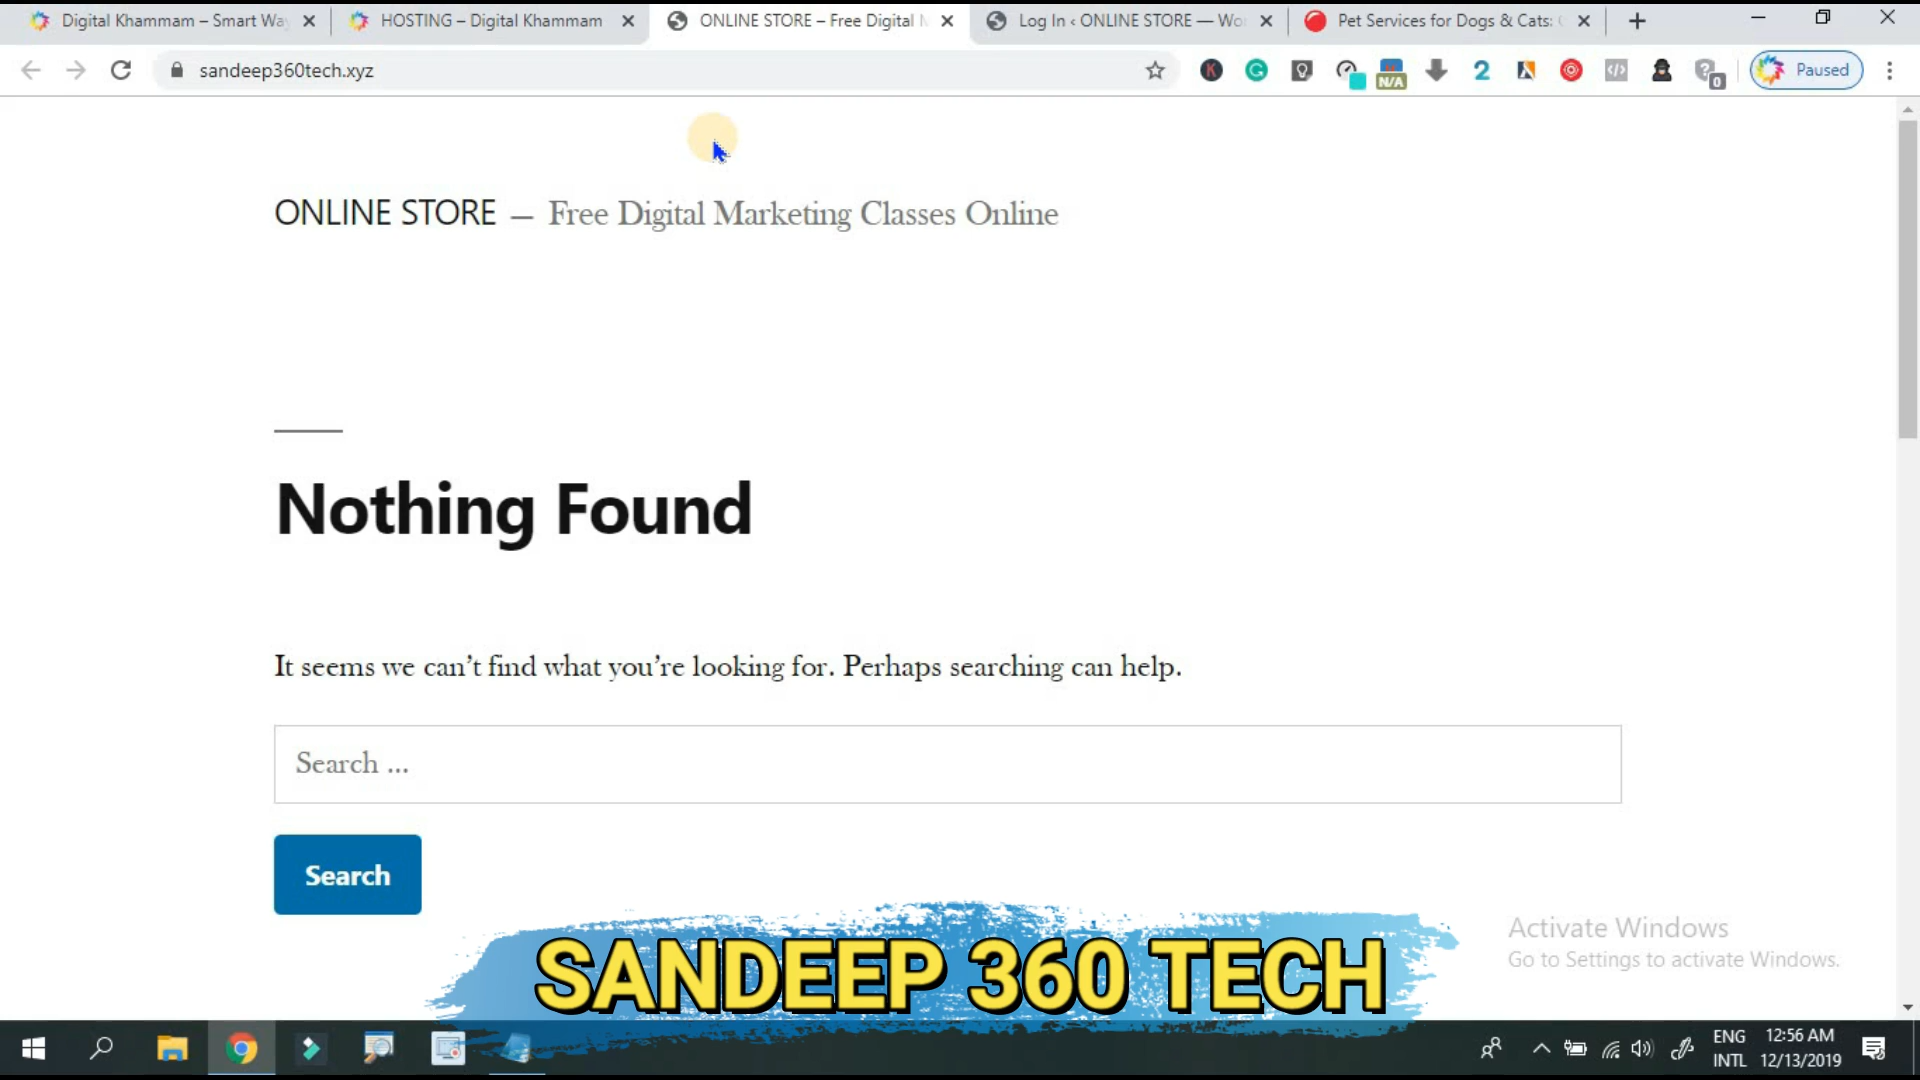 Digital Khammam – Smart Wa
HOSTING – Digital Khammam
ONLINE STORE – Free Digital M
Log In ‹ ONLINE STORE — Wo
Pet Services for Dogs & Cats:
sandeep360tech.xyz
N/A
2
0
Paused
ONLINE STORE — Free Digital Marketing Classes Online
Nothing Found
It seems we can’t find what you’re looking for. Perhaps searching can help.
Search ...
Search
Activate Windows
Go to Settings to activate Windows.
SANDEEP 360 TECH
ENG
INTL
12:56 AM
12/13/2019